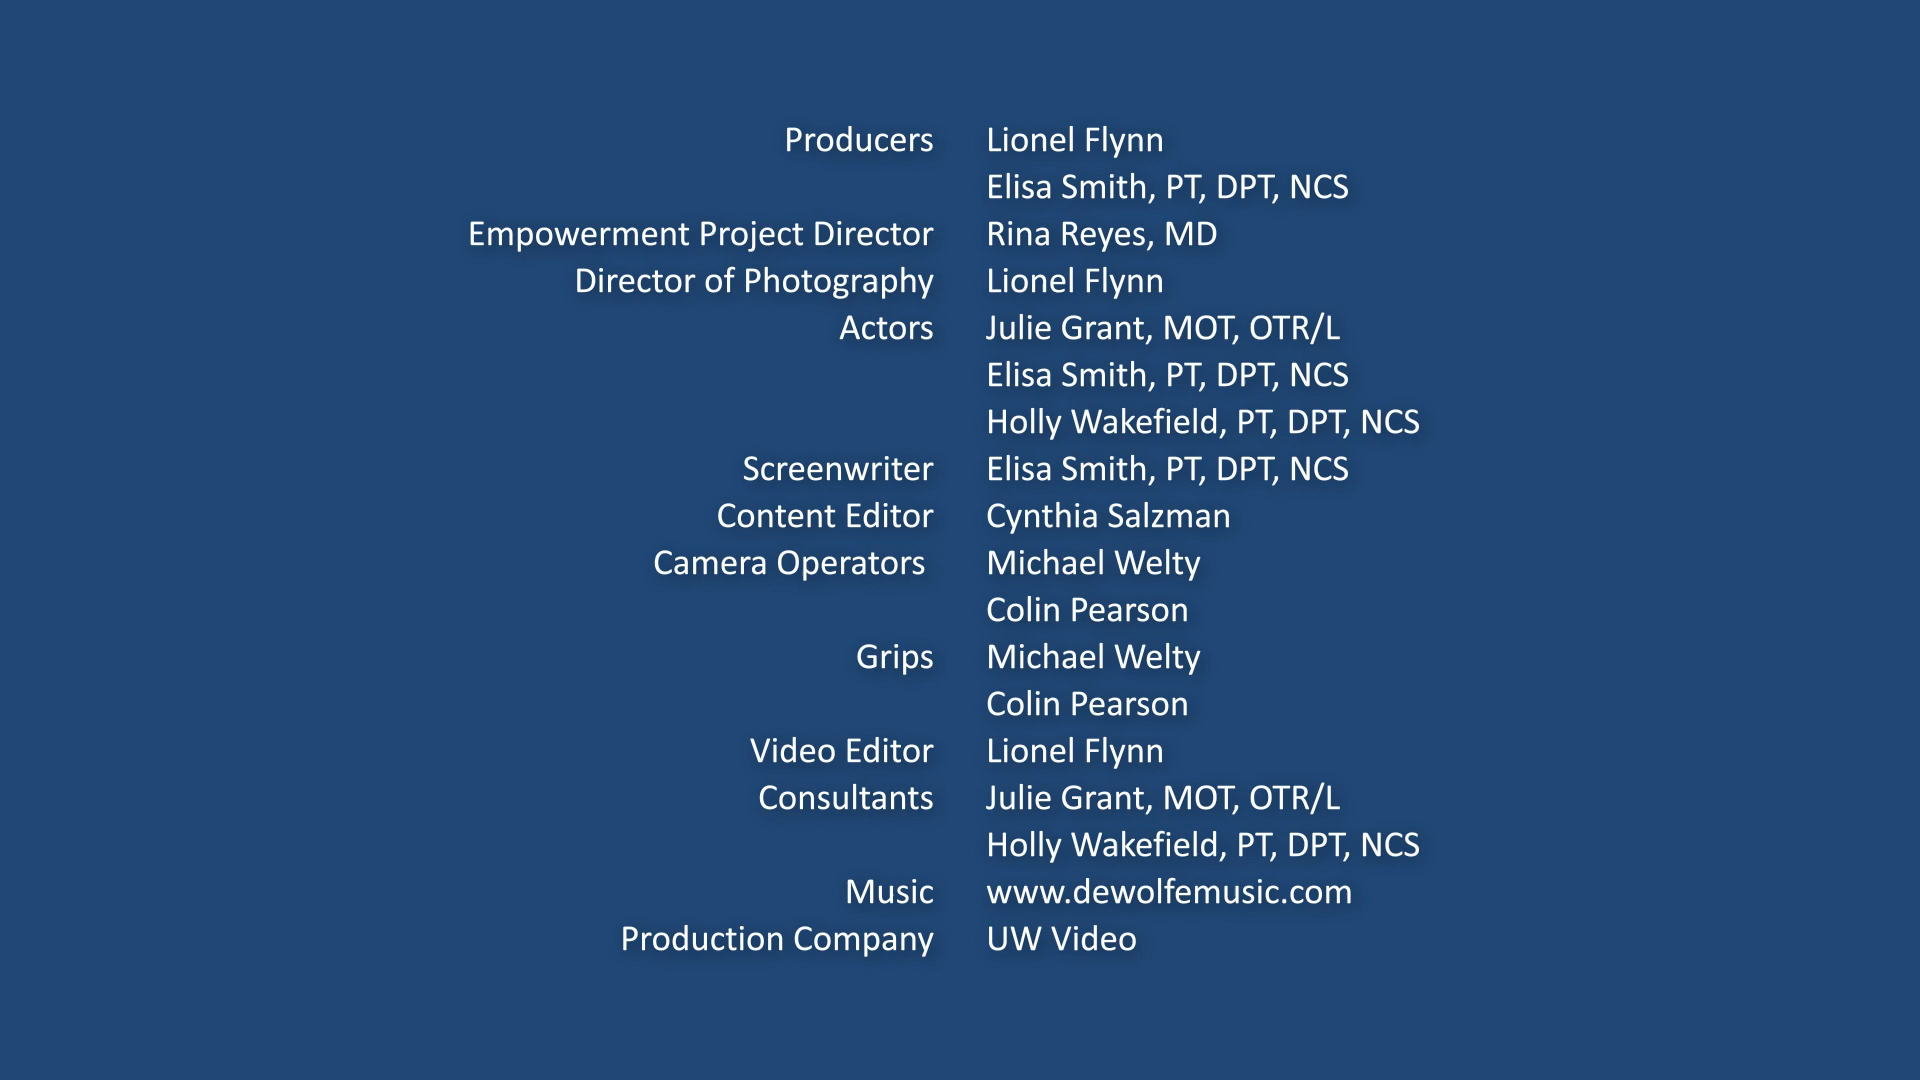 Producers Lionel Flynn
Elisa Smith, PT, DPT, NCS
Empowerment Project Director Rina Reyes, MD
Director of Photography Lionel Flynn
Actors Julie Grant, MOT, OTR/L
Elisa Smith, PT, DPT, NCS
Holly Wakefield, PT, DPT, NCS
Screenwriter Elisa Smith, PT, DPT, NCS
Content Editor Cynthia Salzman
Camera Operators Michael Welty
Colin Pearson
Grips Michael Welty
Colin Pearson
Video Editor Lionel Flynn
Consultants Julie Grant, MOT, OTR/L
Holly Wakefield, PT, DPT, NCS
Music www.dewolfemusic.com
Production Company UW Video